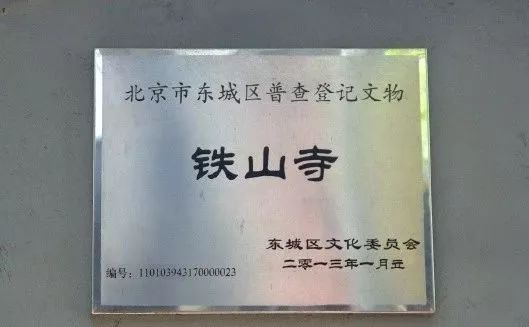 北京市东城区普查登记文物
铁山寺
东城区文化委员会
二零一三年一月立
编号：110103943170000023